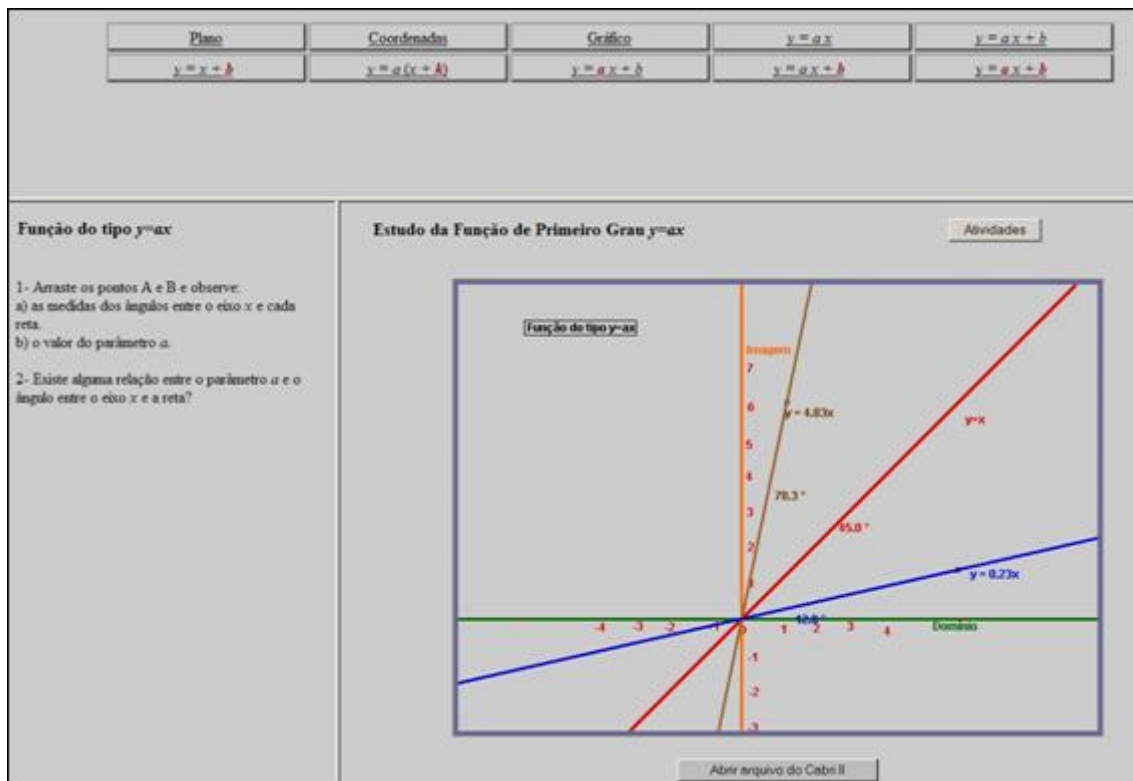 Plano Coordenadas Gráfico y = a x y = a x + b
y = x + b y = a (x + k) y = a x + b y = a x + b y = a x + b
Função do tipo y=ax
Estudo da Função de Primeiro Grau y=ax
Atividades
1- Arraste os pontos A e B e observe:
a) as medidas dos ângulos entre o eixo x e cada
reta.
b) o valor do parâmetro a.
2- Existe alguma relação entre o parâmetro a e o
ângulo entre o eixo x e a reta?
Função do tipo y=ax
Imagem
7
6
y = 4.83x
y=x
5
4
78.3 °
3
45.0 °
2
1
y = 0.23x
12.8 °
Domínio
-4 -3 -2 -1 0 1 2 3 4
-1
-2
-3
Abrir arquivo do Cabri II